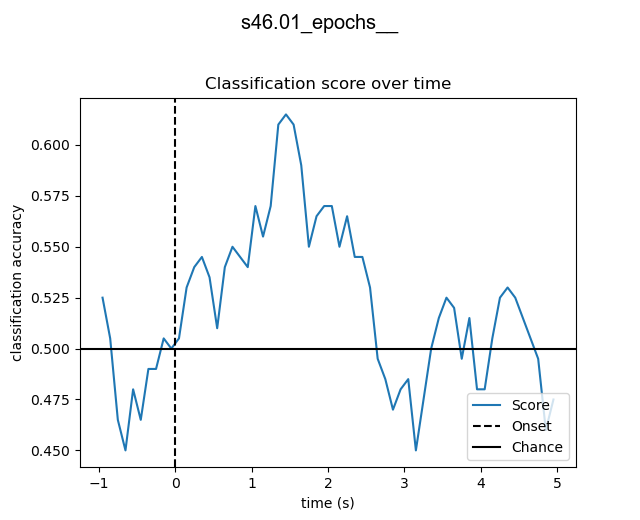 s46.01_epochs__
Classification score over time
classification accuracy
0.600
0.575
0.550
0.525
0.500
0.475
0.450
−1
0
1
2
3
4
5
time (s)
Score
Onset
Chance